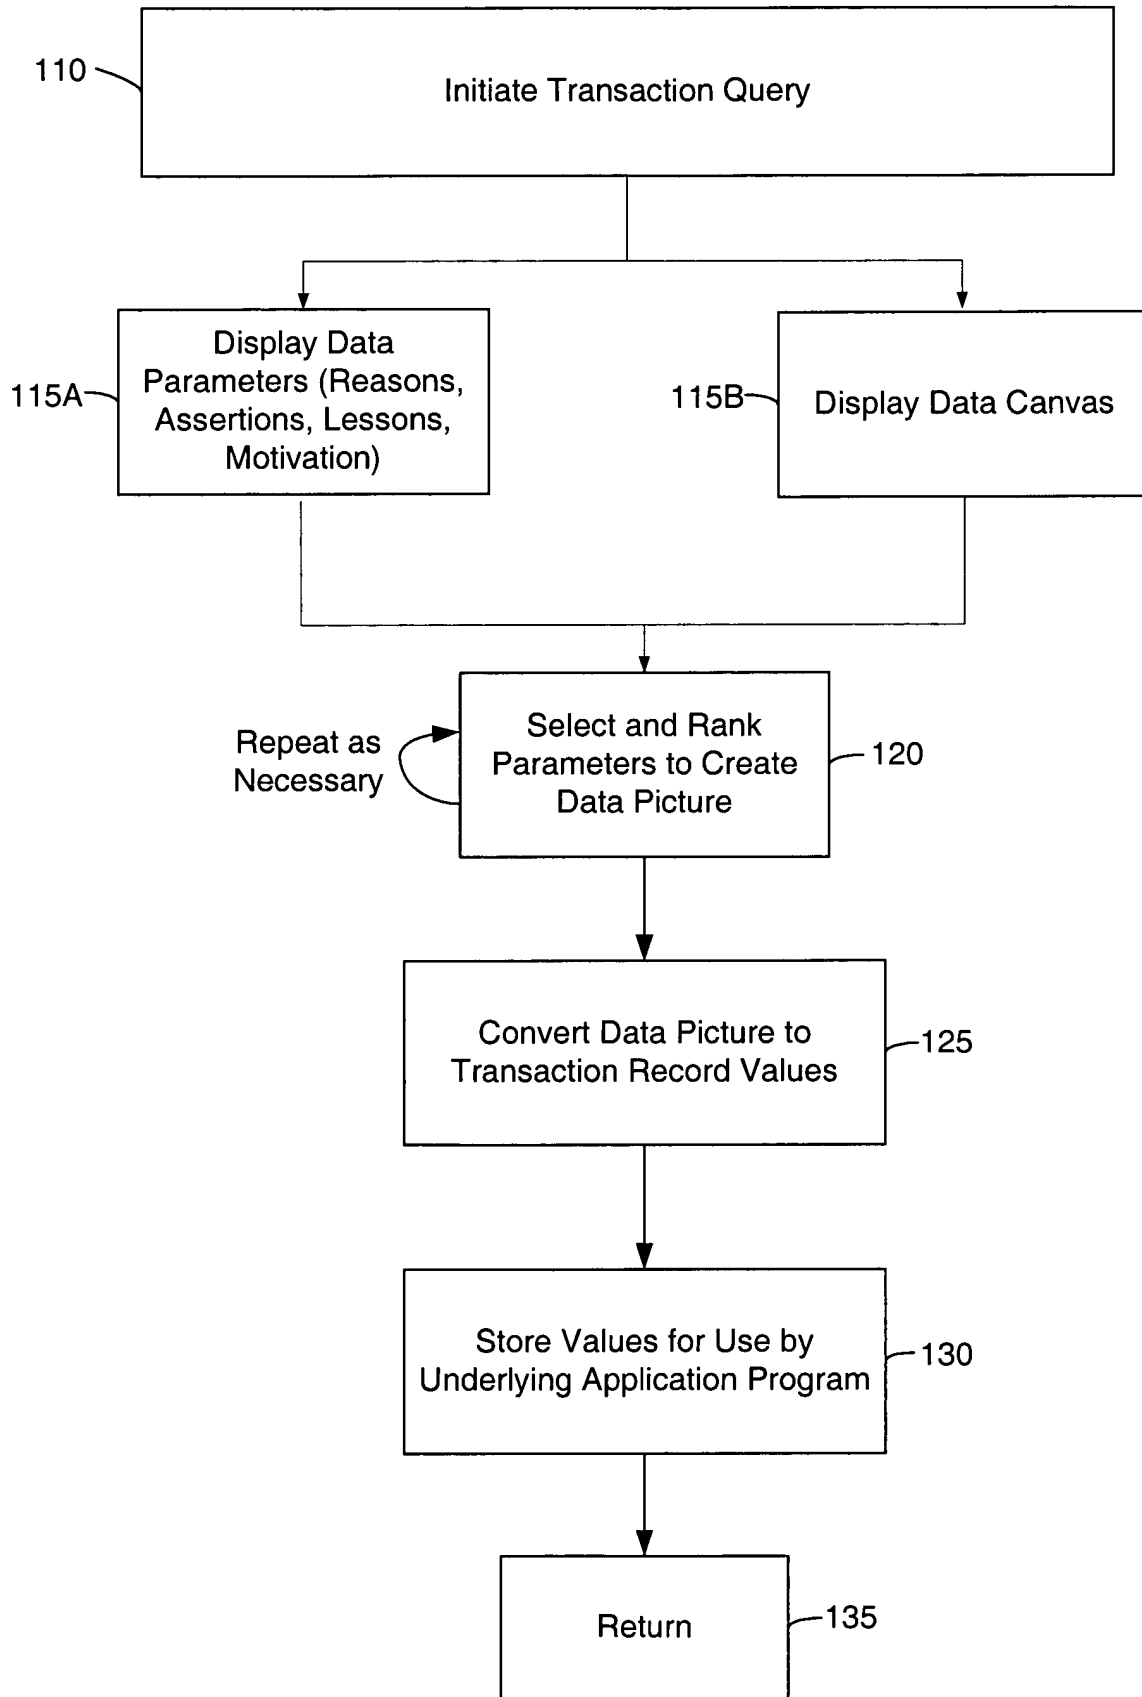 110
Initiate Transaction Query
115A
Display Data
Parameters (Reasons,
Assertions, Lessons,
Motivation)
115B
Display Data Canvas
Repeat as
Necessary
Select and Rank
Parameters to Create
Data Picture
120
Convert Data Picture to
Transaction Record Values
125
Store Values for Use by
Underlying Application Program
130
Return
135